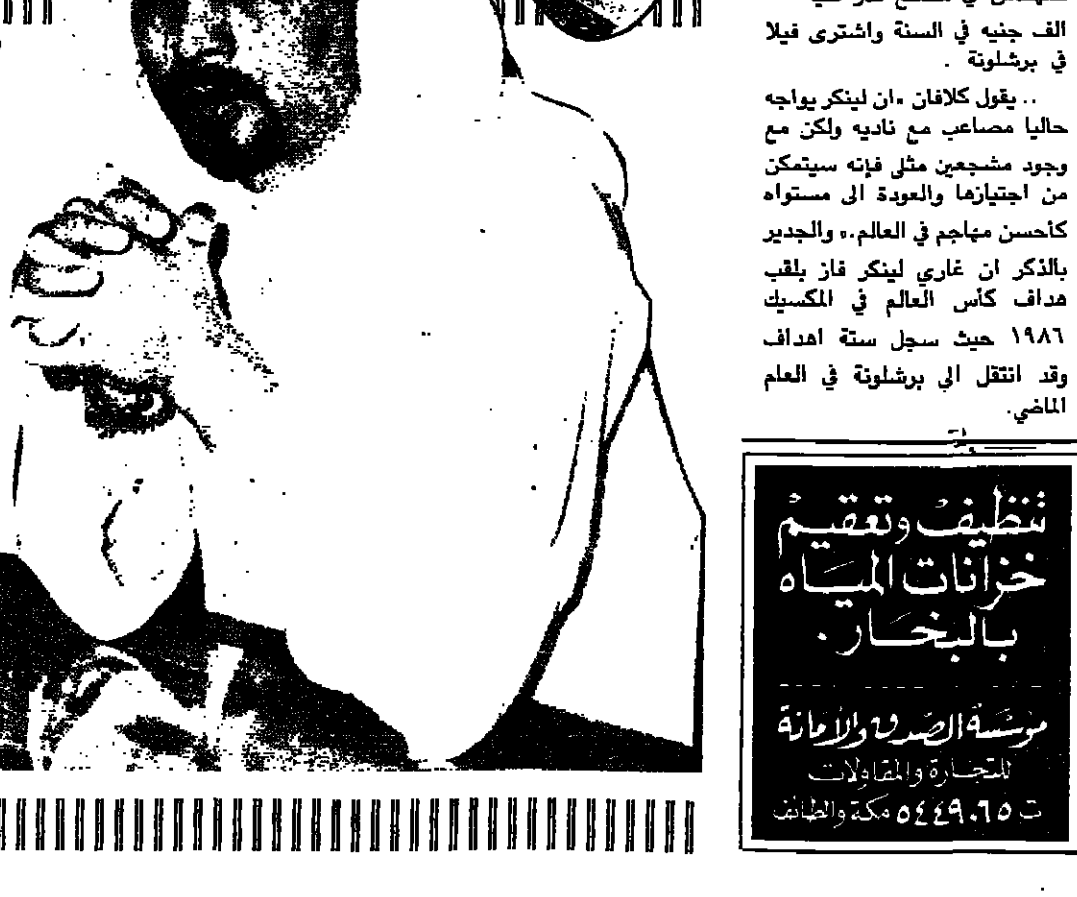 الف جنيه في السنة واشترى فيلا
في برشلونة .
.. يقول كلافان «ان لينكر يواجه
حاليا مصاعب مع ناديه ولكن مع
وجود مشجعين مثلى فإنه سيتمكن
من اجتيازها والعودة الى مستواه
كأحسن مهاجم في العالم.» والجدير
بالذكر ان غاري لينكر فاز بلقب
هداف كأس العالم في المكسيك
١٩٨٦ حيث سجل ستة اهداف
وقد انتقل الي برشلونة في العام
الماضي.
تنظيف وتعقيم
خزانات المياه
بالبخار .
مؤسسة الصدق والأمانة
للتجارة والمقاولات
ت ٥٤٤٩٠٦٥ مكة والطائف